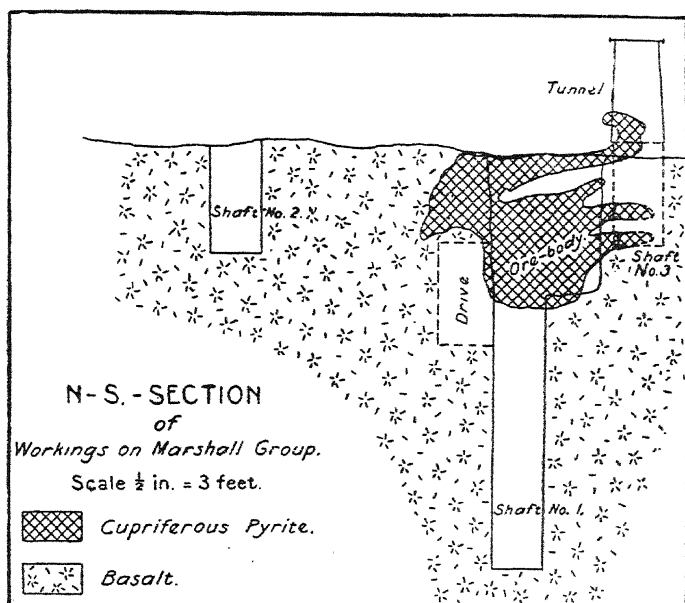 Tunnel
Shaft No. 2.
Ore-body.
Shaft
No. 3
Drive
N-S.-SECTION
of
Workings on Marshall Group.
Scale ½ in. = 3 feet.
Shaft No. 1.
Cupriferous Pyrite.
Basalt.